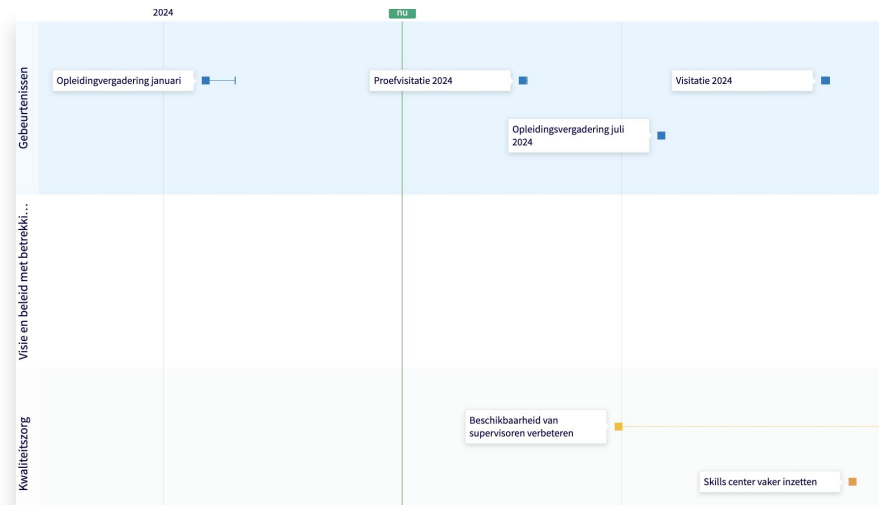 2024
nu
Gebeurtenissen
Opleidingvergadering januari
Proefvisitatie 2024
Visitatie 2024
Opleidingsvergadering juli
2024
Visie en beleid met betrekki...
Kwaliteitszorg
Beschikbaarheid van
supervisoren verbeteren
Skills center vaker inzetten